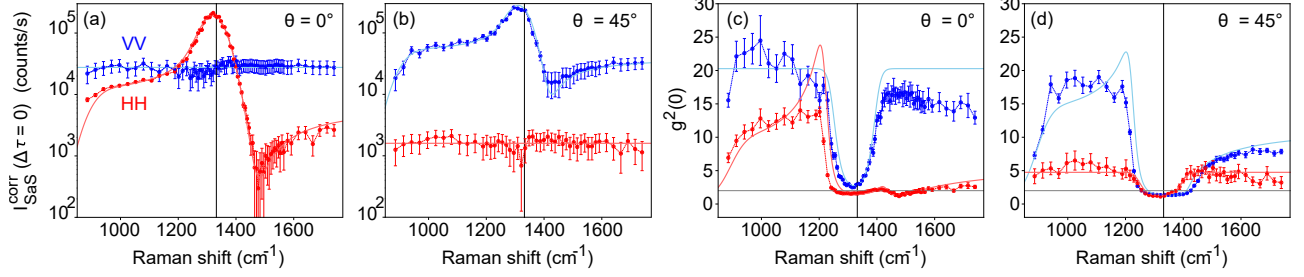 (a)
θ = 0°
VV
HH
I^corr_SaS (Δτ = 0) (counts/s)
10^5
10^4
10^3
10^2
1000 1200 1400 1600
Raman shift (cm^-1)
(b)
θ = 45°
10^5
10^4
10^3
10^2
1000 1200 1400 1600
Raman shift (cm^-1)
(c)
θ = 0°
g^2(0)
30
25
20
15
10
5
0
1000 1200 1400 1600
Raman shift (cm^-1)
(d)
θ = 45°
30
25
20
15
10
5
0
1000 1200 1400 1600
Raman shift (cm^-1)